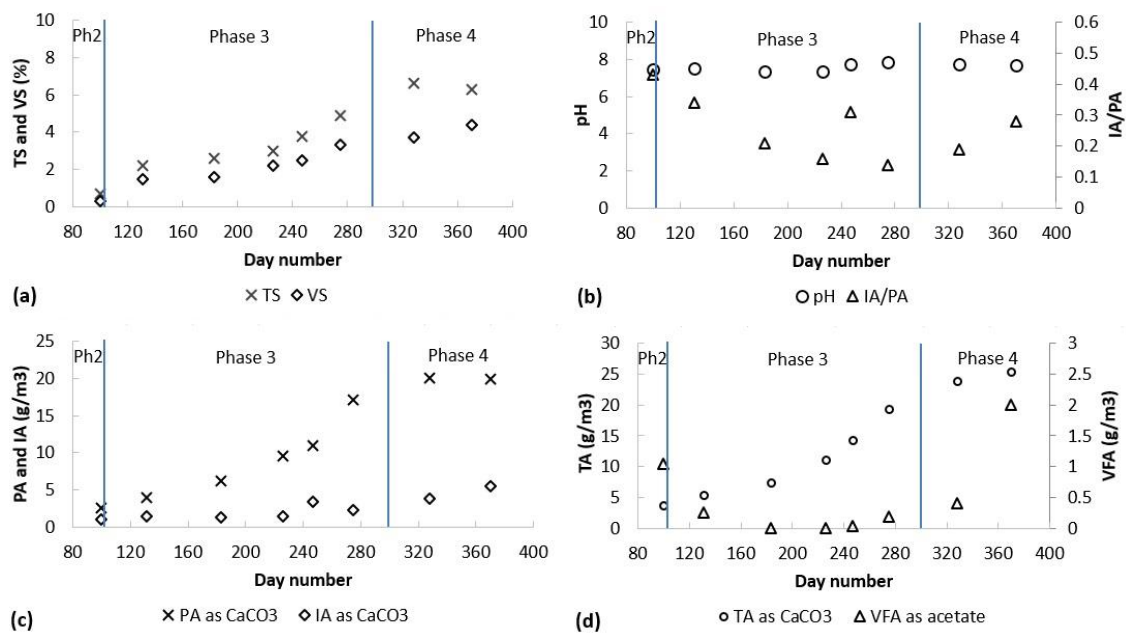 10
8
6
4
2
0
TS and VS (%)
Ph2 Phase 3 Phase 4
80 120 160 200 240 280 320 360 400
Day number
(a)
TS VS
10
8
6
4
2
0
pH
Ph2 Phase 3 Phase 4
0.6
0.5
0.4
0.3
0.2
0.1
0
IA/PA
80 120 160 200 240 280 320 360 400
Day number
(b)
pH IA/PA
25
20
15
10
5
0
PA and IA (g/m3)
Ph2 Phase 3 Phase 4
80 120 160 200 240 280 320 360 400
Day number
(c)
PA as CaCO3 IA as CaCO3
30
25
20
15
10
5
0
TA (g/m3)
Ph2 Phase 3 Phase 4
3
2.5
2
1.5
1
0.5
0
VFA (g/m3)
80 120 160 200 240 280 320 360 400
Day number
(d)
TA as CaCO3 VFA as acetate